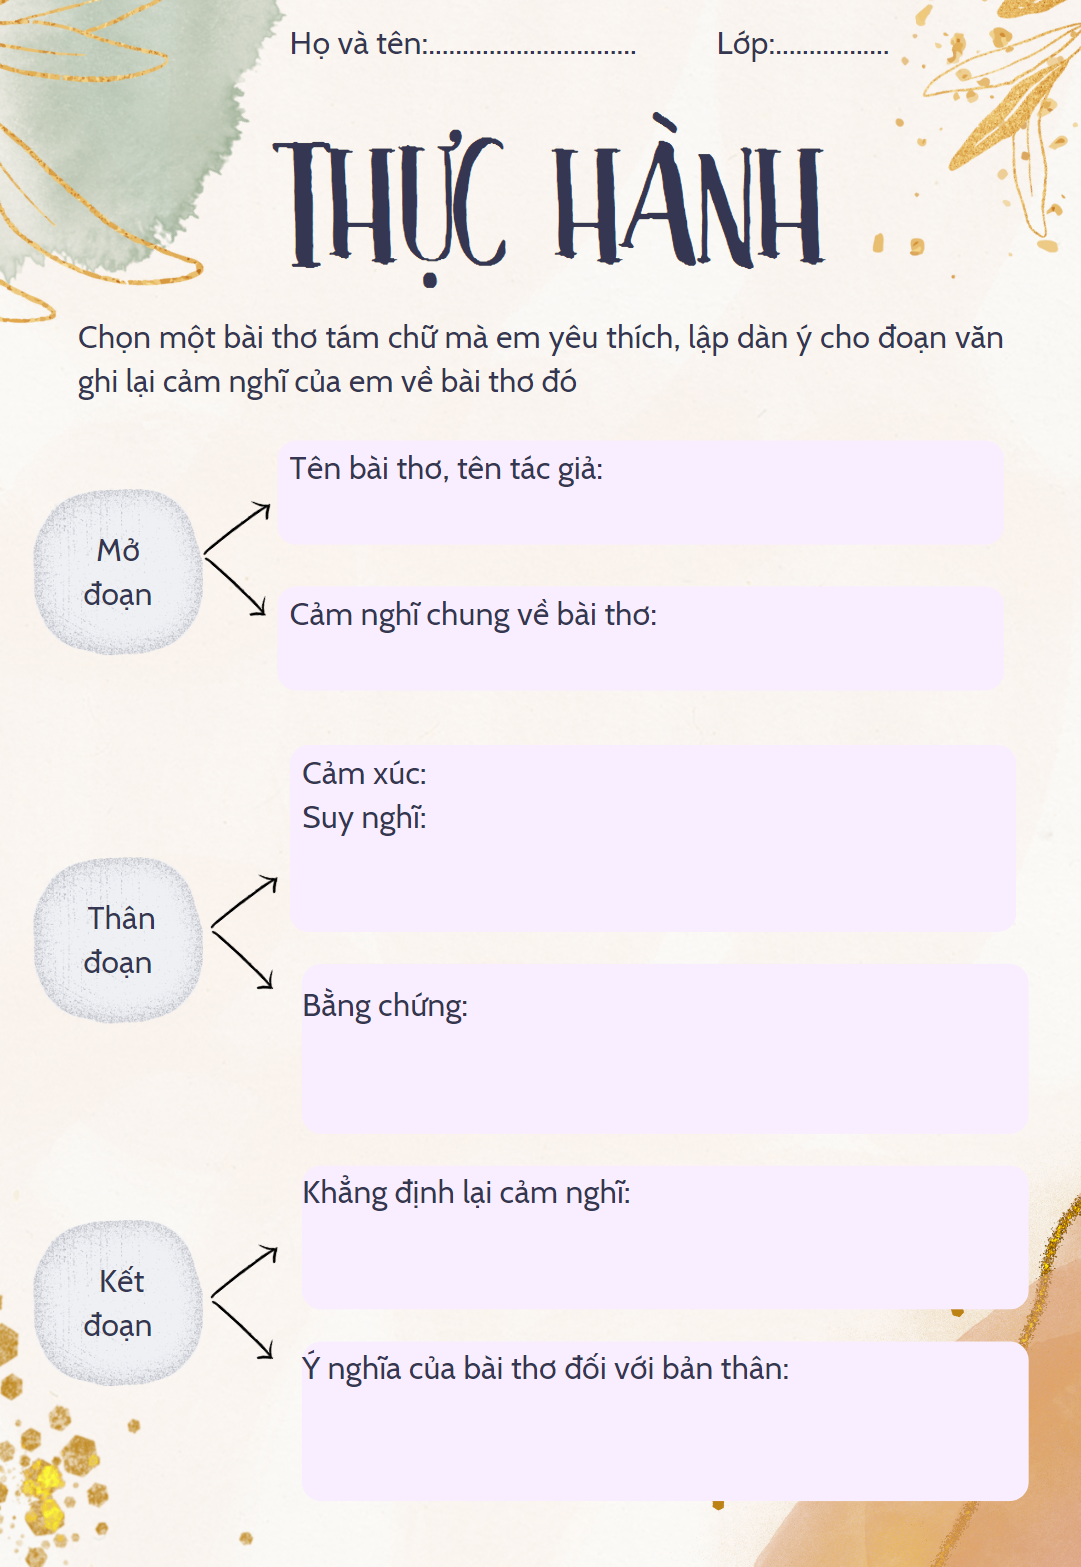 Họ và tên:............................... Lớp:.................
THỰC HÀNH
Chọn một bài thơ tám chữ mà em yêu thích, lập dàn ý cho đoạn văn
ghi lại cảm nghĩ của em về bài thơ đó
Mở
đoạn
Tên bài thơ, tên tác giả:
Cảm nghĩ chung về bài thơ:
Thân
đoạn
Cảm xúc:
Suy nghĩ:
Bằng chứng:
Kết
đoạn
Khẳng định lại cảm nghĩ:
Ý nghĩa của bài thơ đối với bản thân: